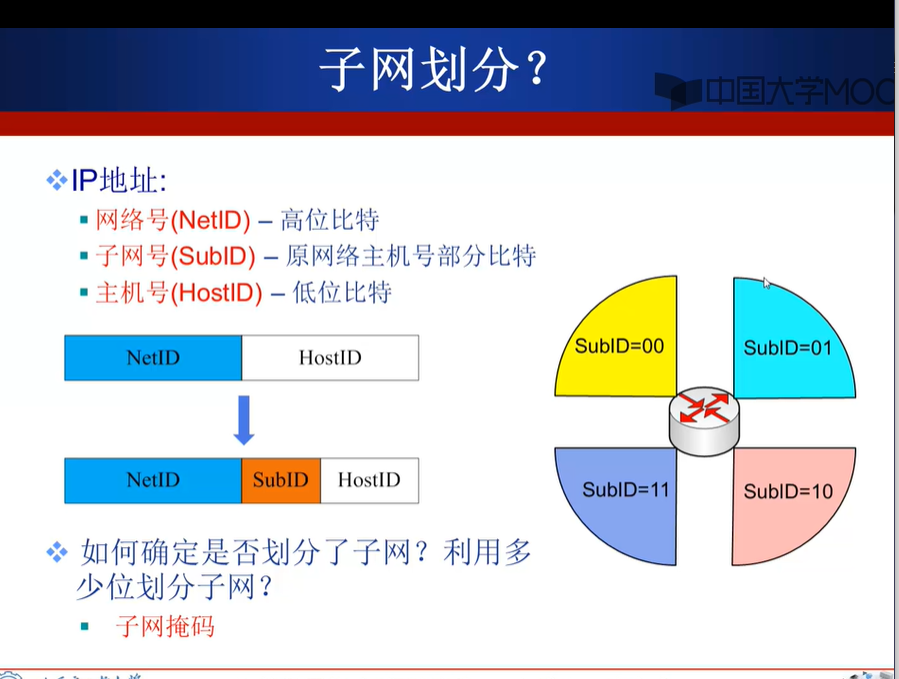 子网划分？
中国大学MOO
IP地址:
网络号(NetID) – 高位比特
子网号(SubID) – 原网络主机号部分比特
主机号(HostID) – 低位比特
NetID HostID
NetID SubID HostID
如何确定是否划分了子网？利用多
少位划分子网？
子网掩码
SubID=00 SubID=01
SubID=11 SubID=10